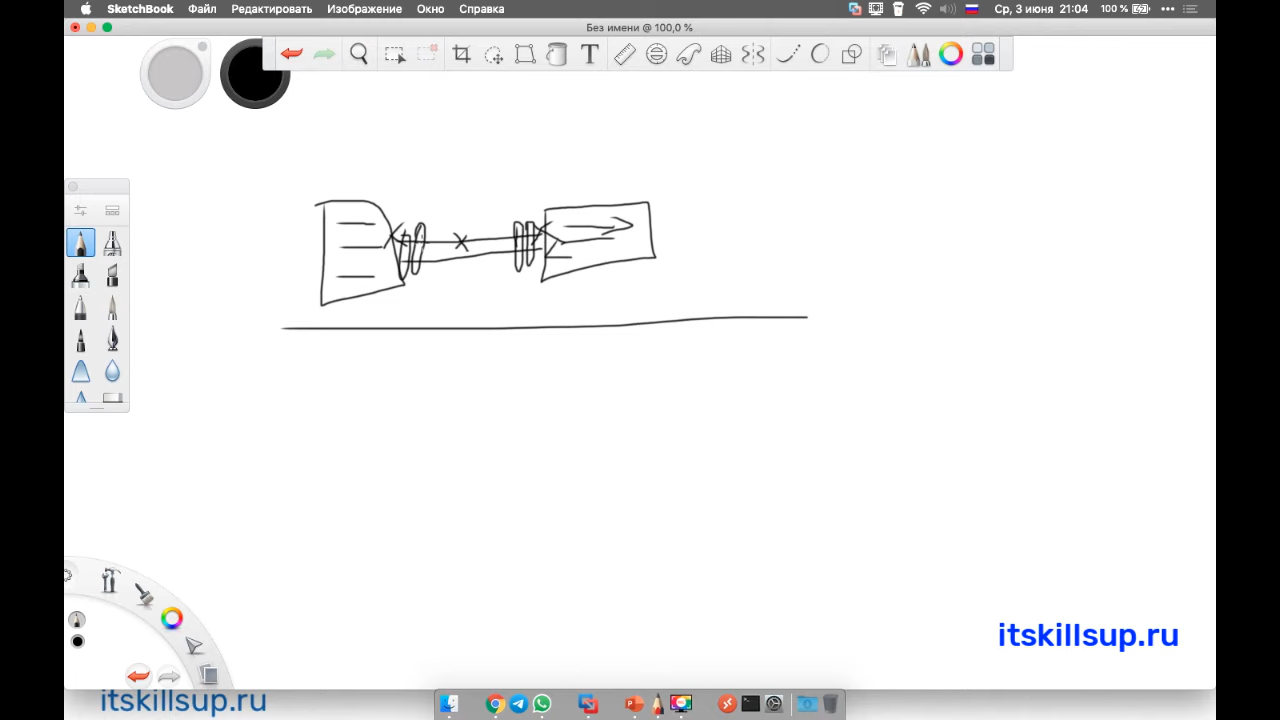 SketchBook Файл Редактировать Изображение Окно Справка Ср, 3 июня 21:04 100 %
Без имени @ 100,0 %
T
itskillsup.ru
itskillsup.ru